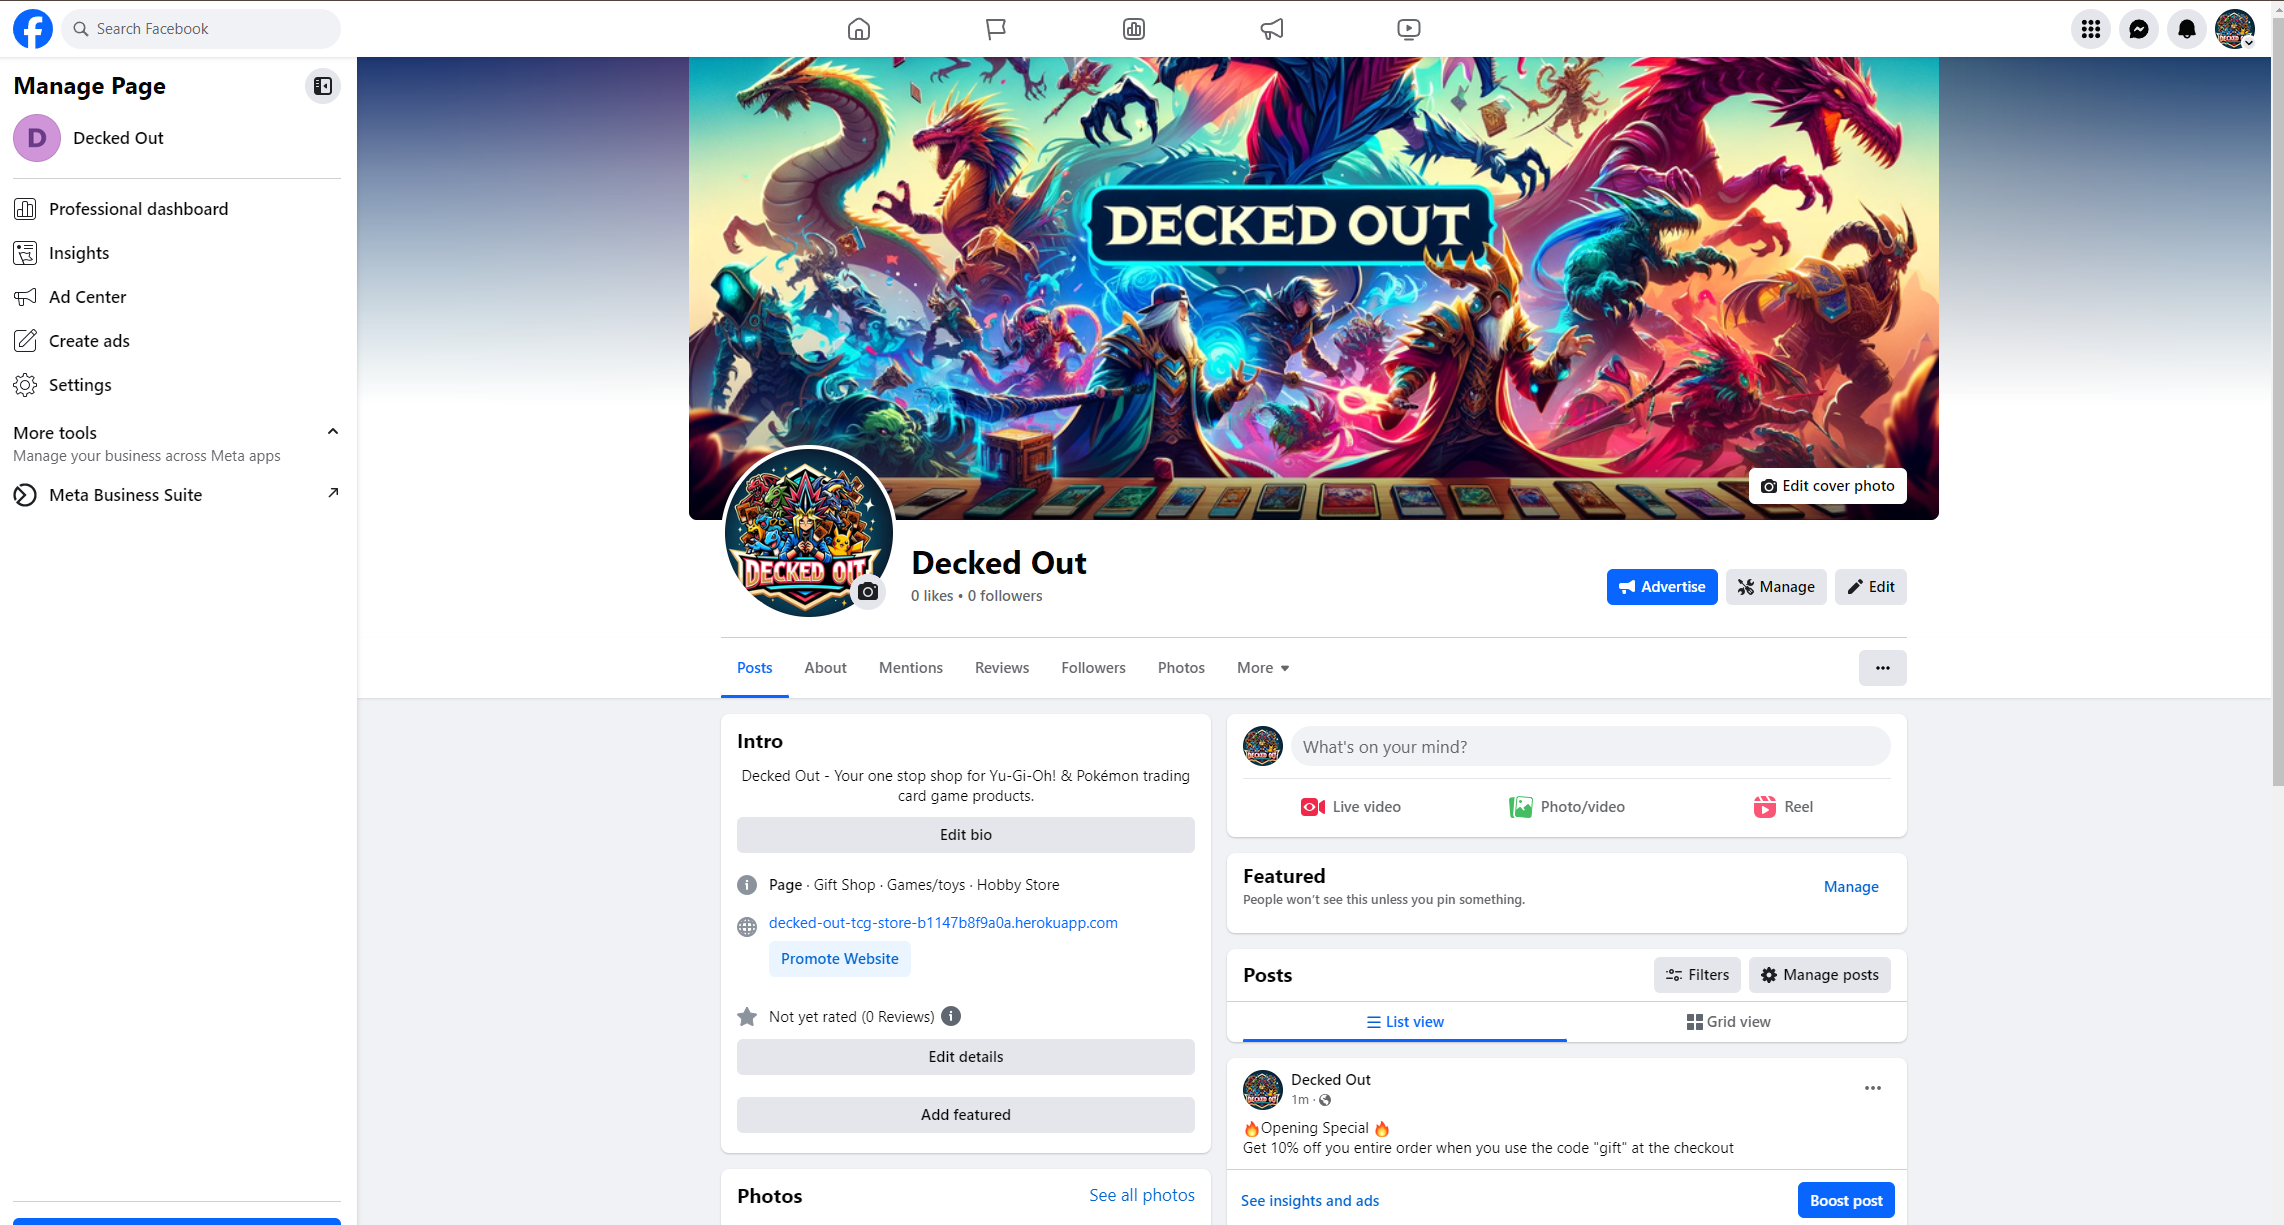 Search Facebook
Manage Page
D
Decked Out
Professional dashboard
Insights
Ad Center
Create ads
Settings
More tools
Manage your business across Meta apps
Meta Business Suite
DECKED OUT
Edit cover photo
DECKED OUT
Decked Out
0 likes • 0 followers
Advertise
Manage
Edit
Posts
About
Mentions
Reviews
Followers
Photos
More
Intro
Decked Out - Your one stop shop for Yu-Gi-Oh! & Pokémon trading
card game products.
Edit bio
Page · Gift Shop · Games/toys · Hobby Store
decked-out-tcg-store-b1147b8f9a0a.herokuapp.com
Promote Website
Not yet rated (0 Reviews)
Edit details
Add featured
Photos
See all photos
What's on your mind?
Live video
Photo/video
Reel
Featured
People won't see this unless you pin something.
Manage
Posts
Filters
Manage posts
List view
Grid view
Decked Out
1m ·
🔥Opening Special 🔥
Get 10% off you entire order when you use the code "gift" at the checkout
See insights and ads
Boost post